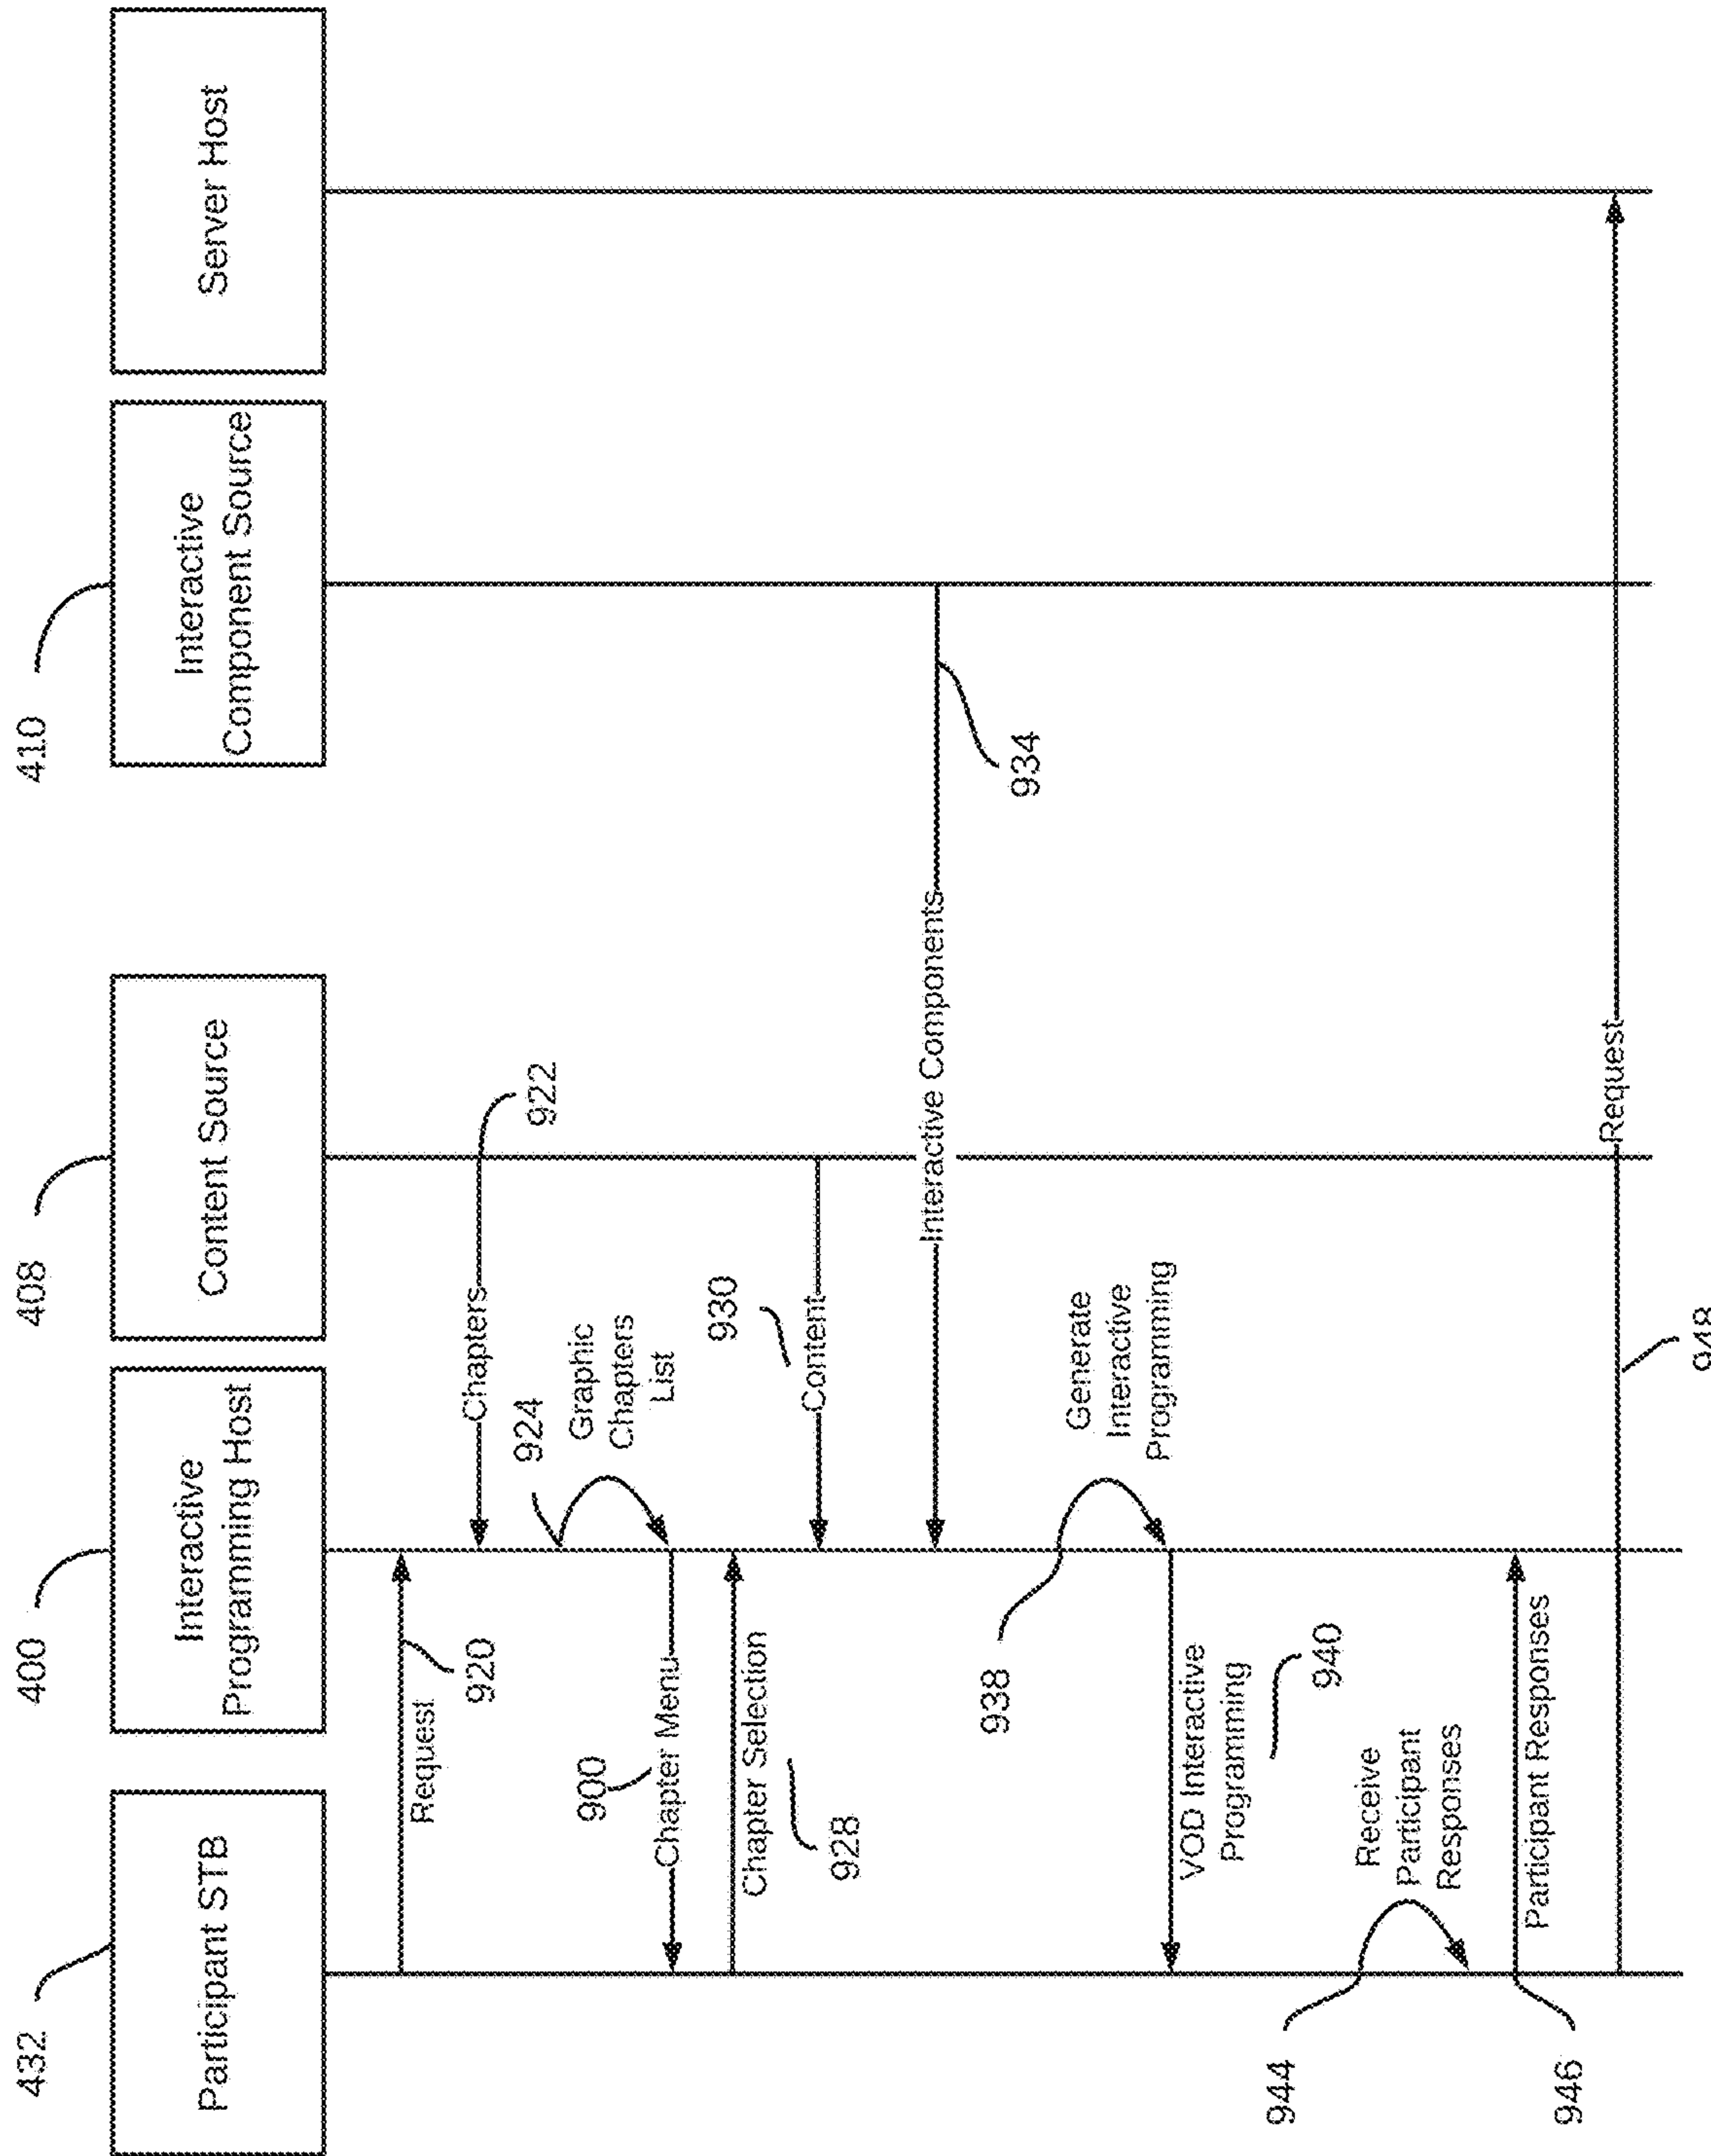 432
Participant STB
400
Interactive
Programming Host
408
Content Source
410
Interactive
Component Source
Server Host
Request
920
Chapters
922
924
Graphic
Chapters
List
900
Chapter Menu
Chapter Selection
928
930
Content
Interactive Components
934
938
Generate
Interactive
Programming
VOD Interactive
Programming
940
944
Receive
Participant
Responses
Participant Responses
946
Request
948